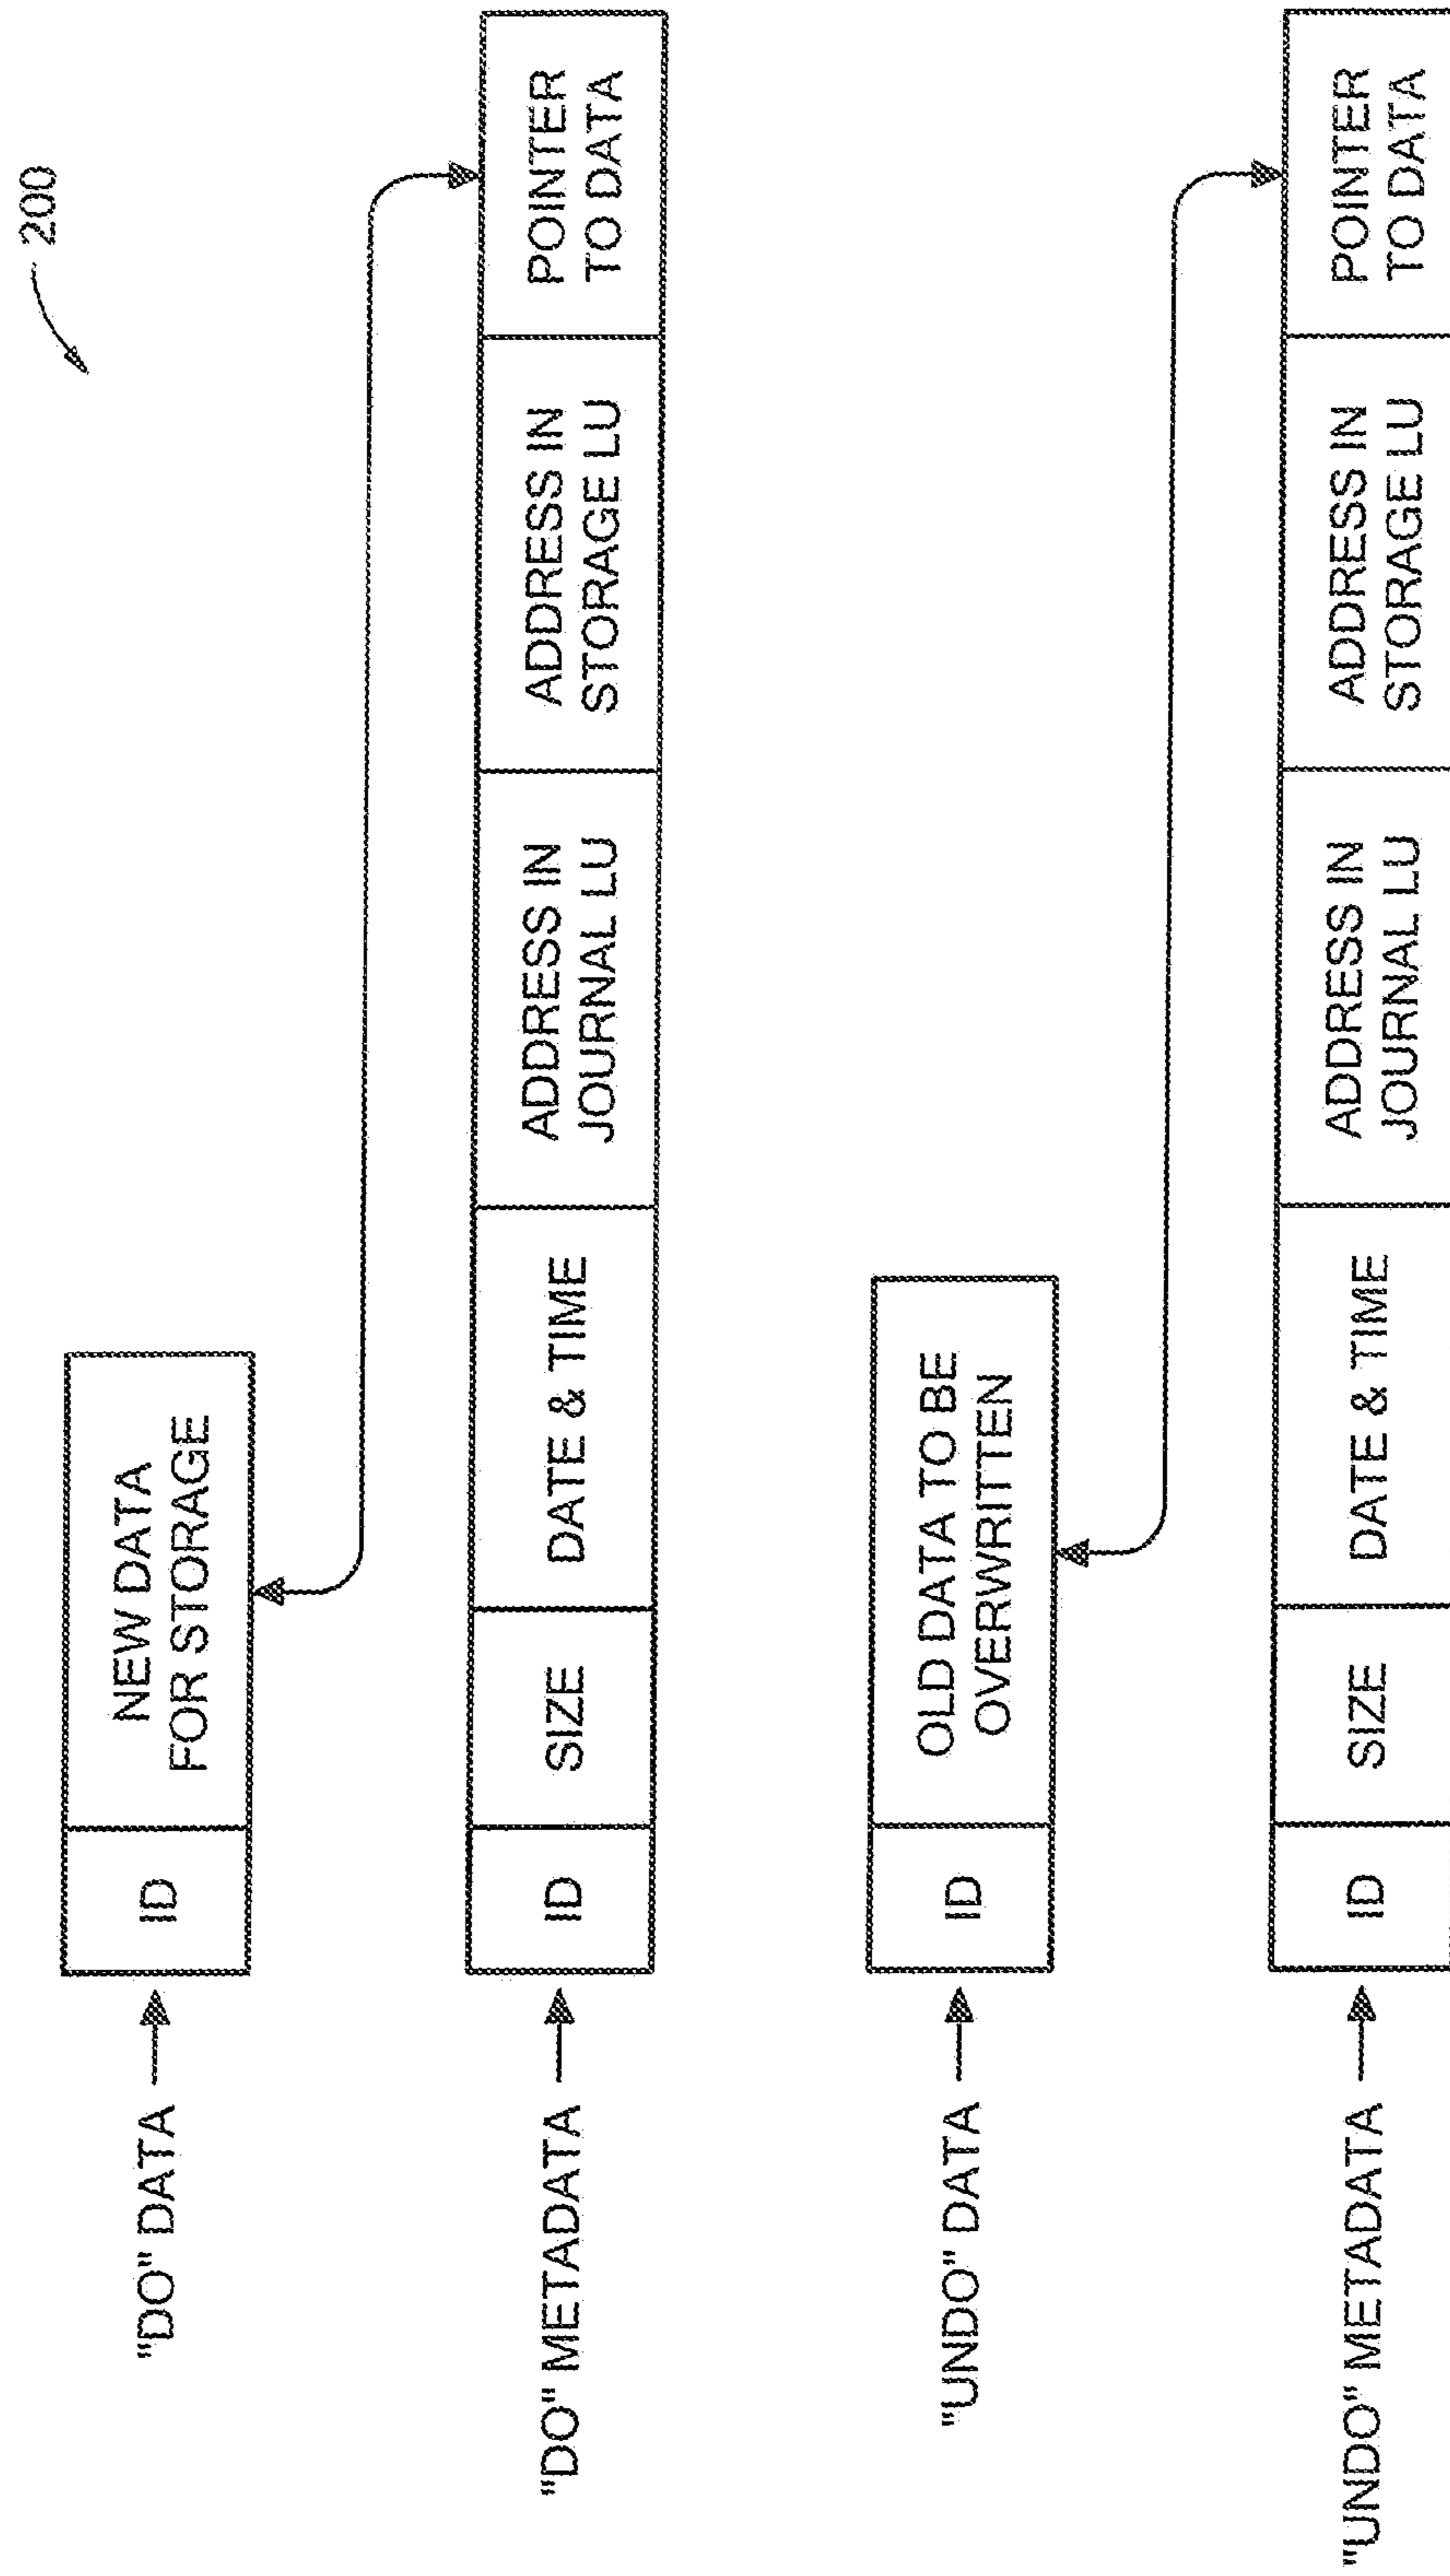 200
"DO" DATA
ID
NEW DATA
FOR STORAGE
"DO" METADATA
ID
SIZE
DATE & TIME
ADDRESS IN
JOURNAL LU
ADDRESS IN
STORAGE LU
POINTER
TO DATA
"UNDO" DATA
ID
OLD DATA TO BE
OVERWRITTEN
"UNDO" METADATA
ID
SIZE
DATE & TIME
ADDRESS IN
JOURNAL LU
ADDRESS IN
STORAGE LU
POINTER
TO DATA